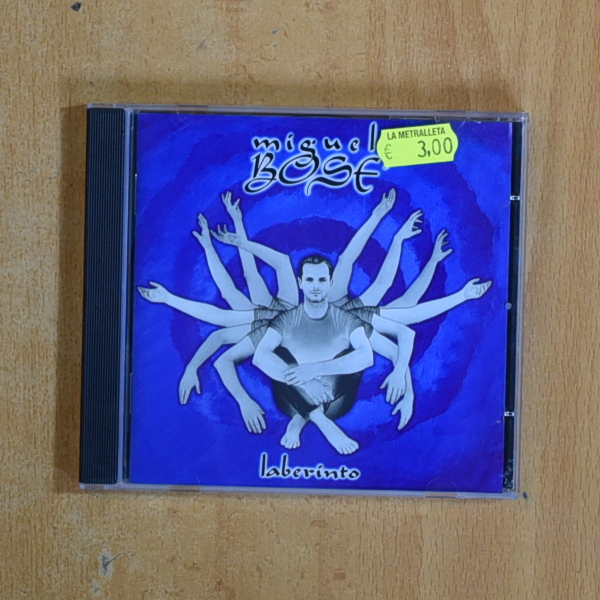 miguel
BOSE
LA METRALLETA
€ 3,00
laberinto